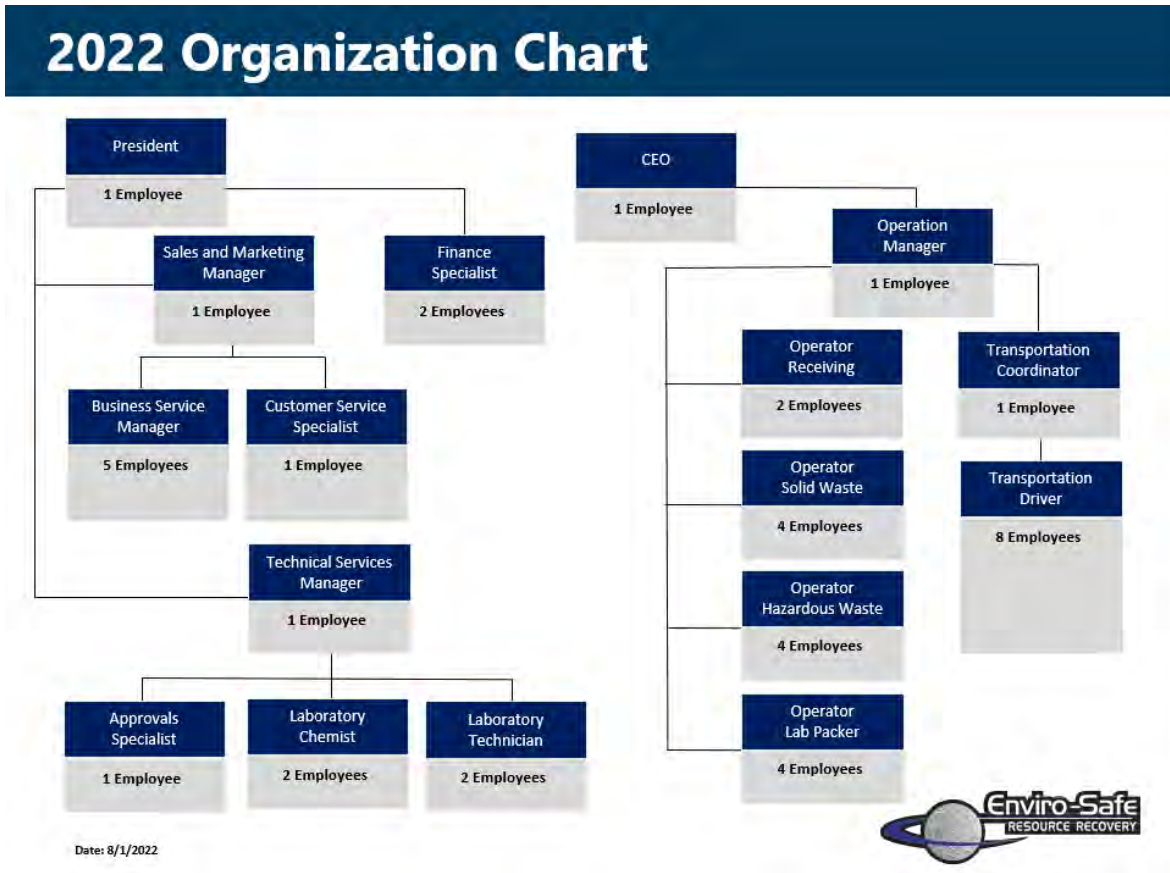 2022 Organization Chart
President
1 Employee
Sales and Marketing
Manager
1 Employee
Finance
Specialist
2 Employees
Business Service
Manager
5 Employees
Customer Service
Specialist
1 Employee
Technical Services
Manager
1 Employee
Approvals
Specialist
1 Employee
Laboratory
Chemist
2 Employees
Laboratory
Technician
2 Employees
CEO
1 Employee
Operation
Manager
1 Employee
Operator
Receiving
2 Employees
Operator
Solid Waste
4 Employees
Operator
Hazardous Waste
4 Employees
Operator
Lab Packer
4 Employees
Transportation
Coordinator
1 Employee
Transportation
Driver
8 Employees
Date: 8/1/2022
Enviro-Safe
RESOURCE RECOVERY